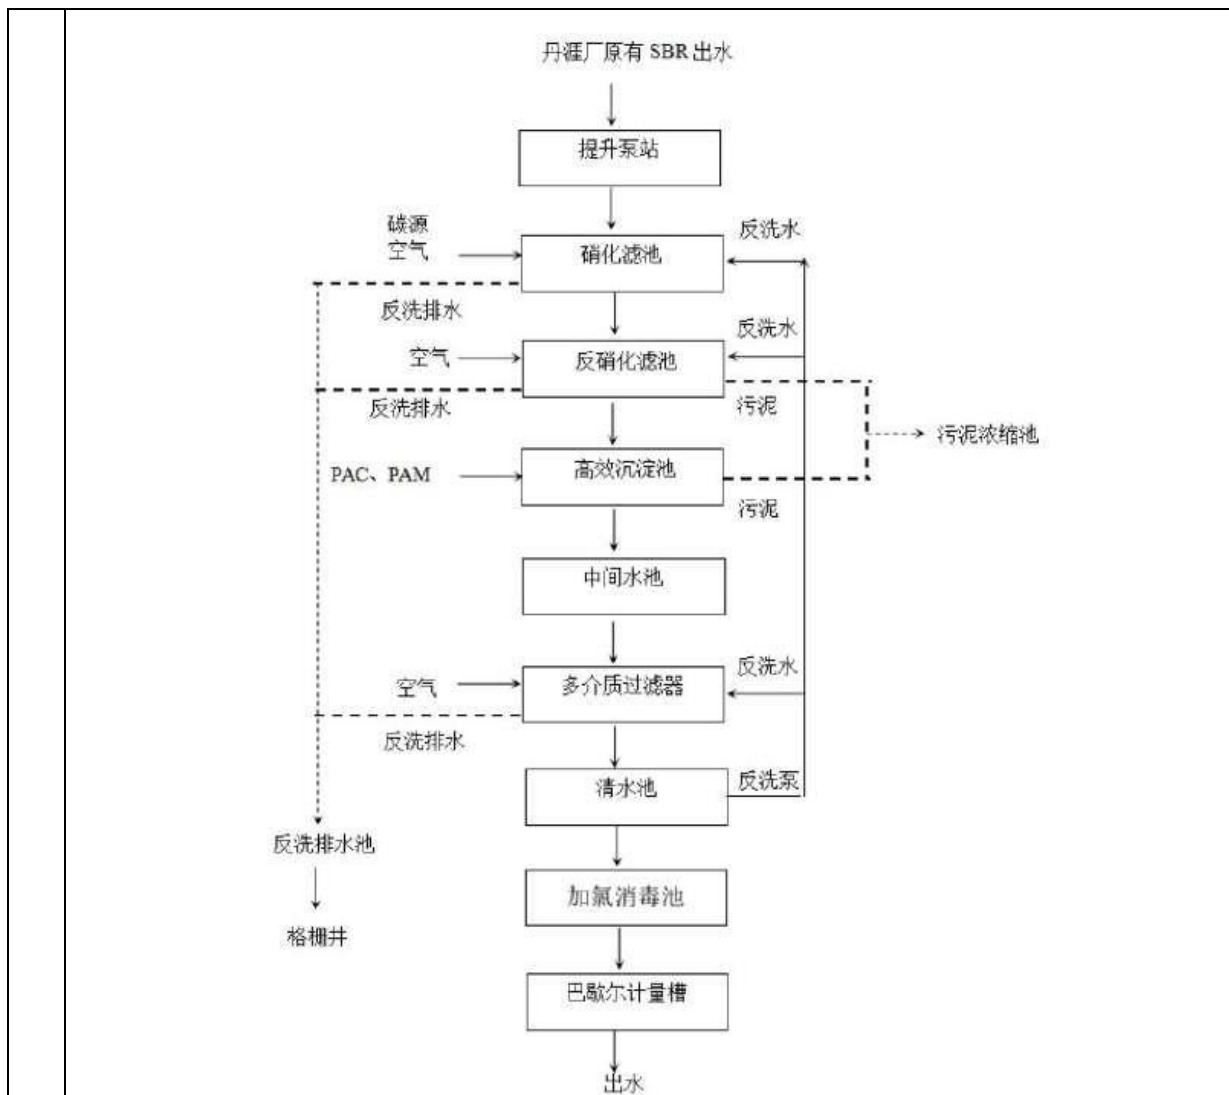 丹涯厂原有 SBR 出水
提升泵站
碳源
空气
硝化滤池
反洗水
反洗排水
空气
反硝化滤池
反洗水
反洗排水
污泥
污泥浓缩池
PAC、PAM
高效沉淀池
污泥
中间水池
空气
多介质过滤器
反洗水
反洗排水
清水池
反洗泵
反洗排水池
加氯消毒池
格栅井
巴歇尔计量槽
出水